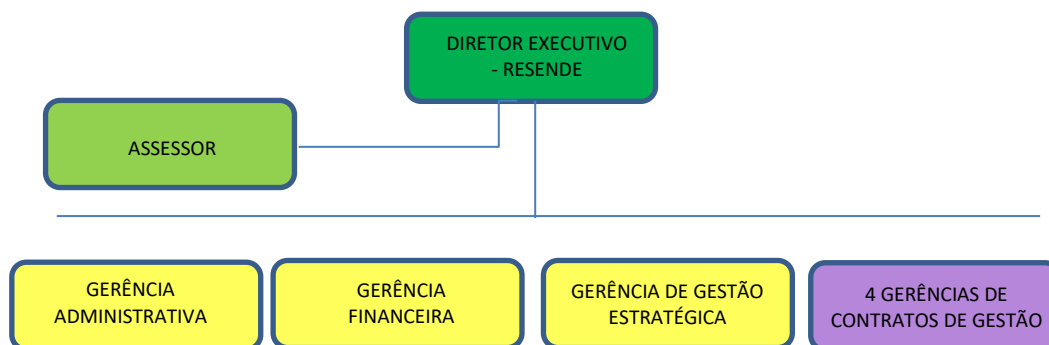 DIRETOR EXECUTIVO
- RESENDE
ASSESSOR
GERÊNCIA
ADMINISTRATIVA
GERÊNCIA
FINANCEIRA
GERÊNCIA DE GESTÃO
ESTRATÉGICA
4 GERÊNCIAS DE
CONTRATOS DE GESTÃO